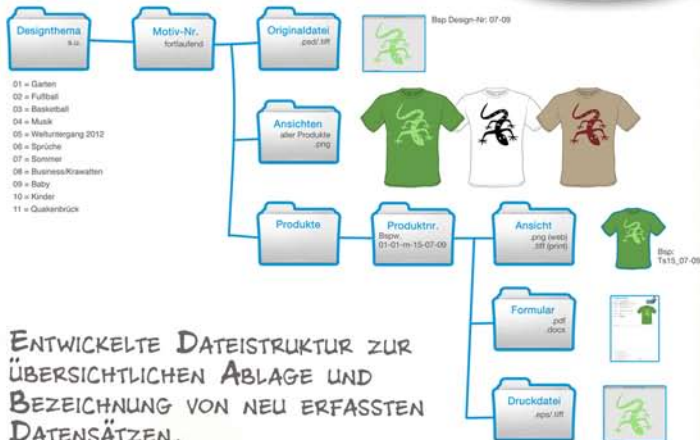 Designthema
s.u.
Motiv-Nr.
fortlaufend
Originaldatei
.psd/.tiff
Bsp Design-Nr: 07-09
01 = Garten
02 = Fußball
03 = Basketball
04 = Musik
05 = Weltuntergang 2012
06 = Sprüche
07 = Sommer
08 = Business/Krawatten
09 = Baby
10 = Kinder
11 = Quakenbrück
Ansichten
aller Produkte
.png
Produkte
Produktnr.
Bspw.
01-01-m-15-07-09
Ansicht
.png (web)
.tiff (print)
Bsp:
Ts15_07-09
Formular
.pdf
.docx
Druckdatei
.eps/.tiff
ENTWICKELTE DATEISTRUKTUR ZUR
ÜBERSICHTLICHEN ABLAGE UND
BEZEICHNUNG VON NEU ERFASSTEN
DATENSÄTZEN.